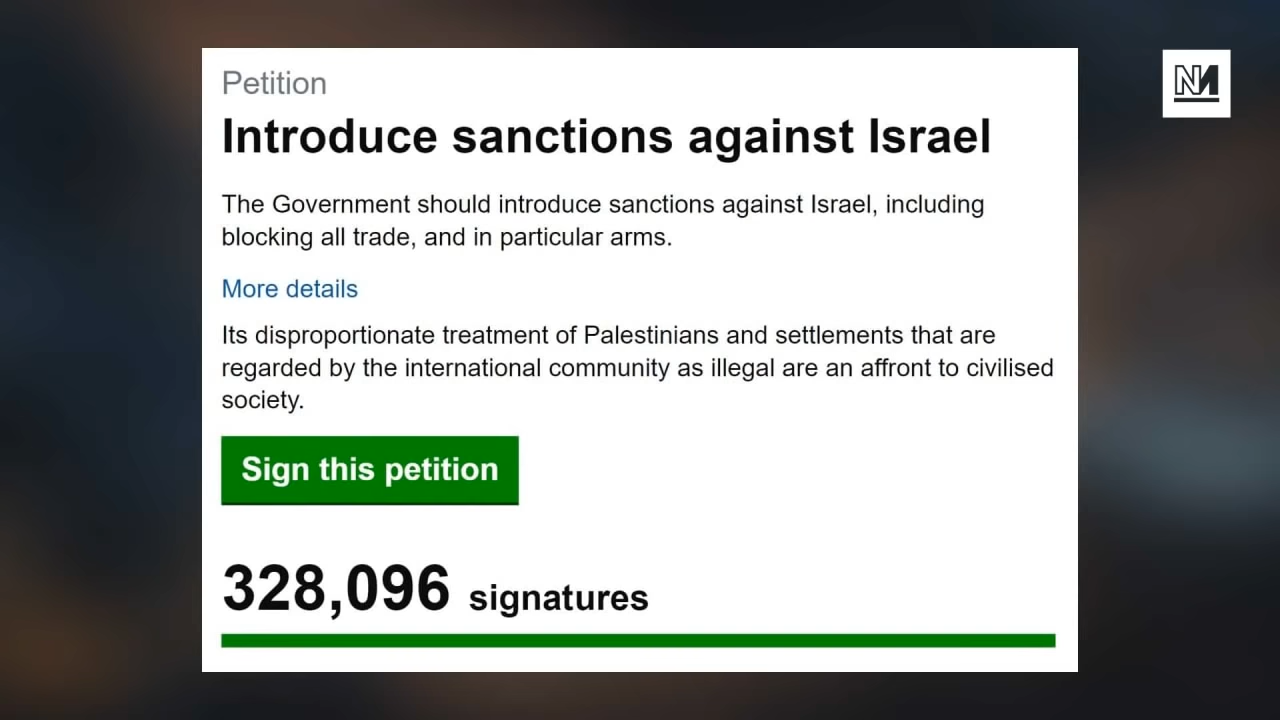 Petition
Introduce sanctions against Israel
The Government should introduce sanctions against Israel, including
blocking all trade, and in particular arms.
More details
Its disproportionate treatment of Palestinians and settlements that are
regarded by the international community as illegal are an affront to civilised
society.
Sign this petition
328,096 signatures
NM